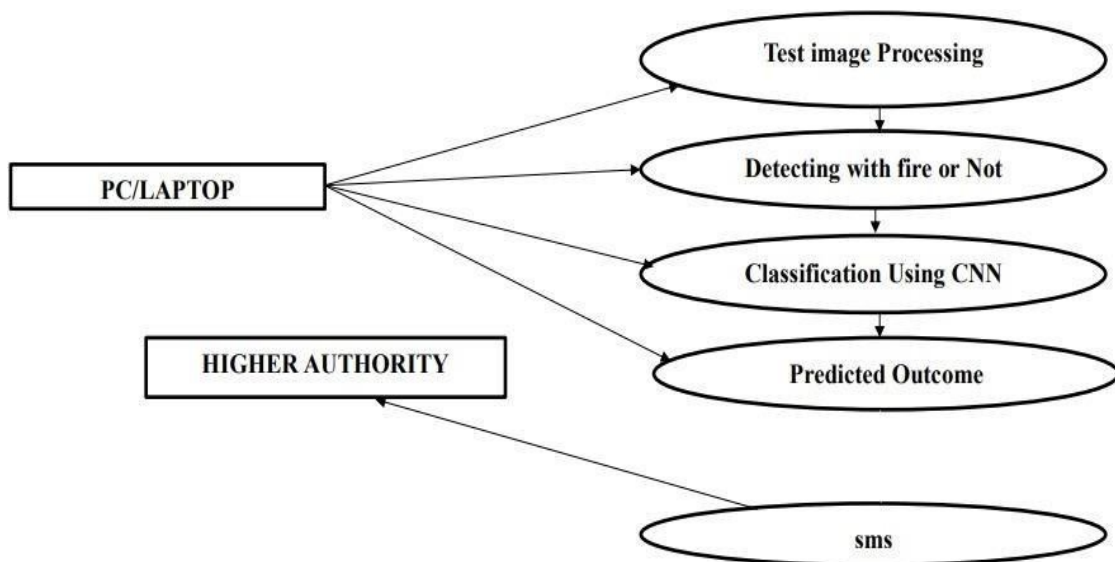 Test image Processing
Detecting with fire or Not
PC/LAPTOP
Classification Using CNN
HIGHER AUTHORITY
Predicted Outcome
sms